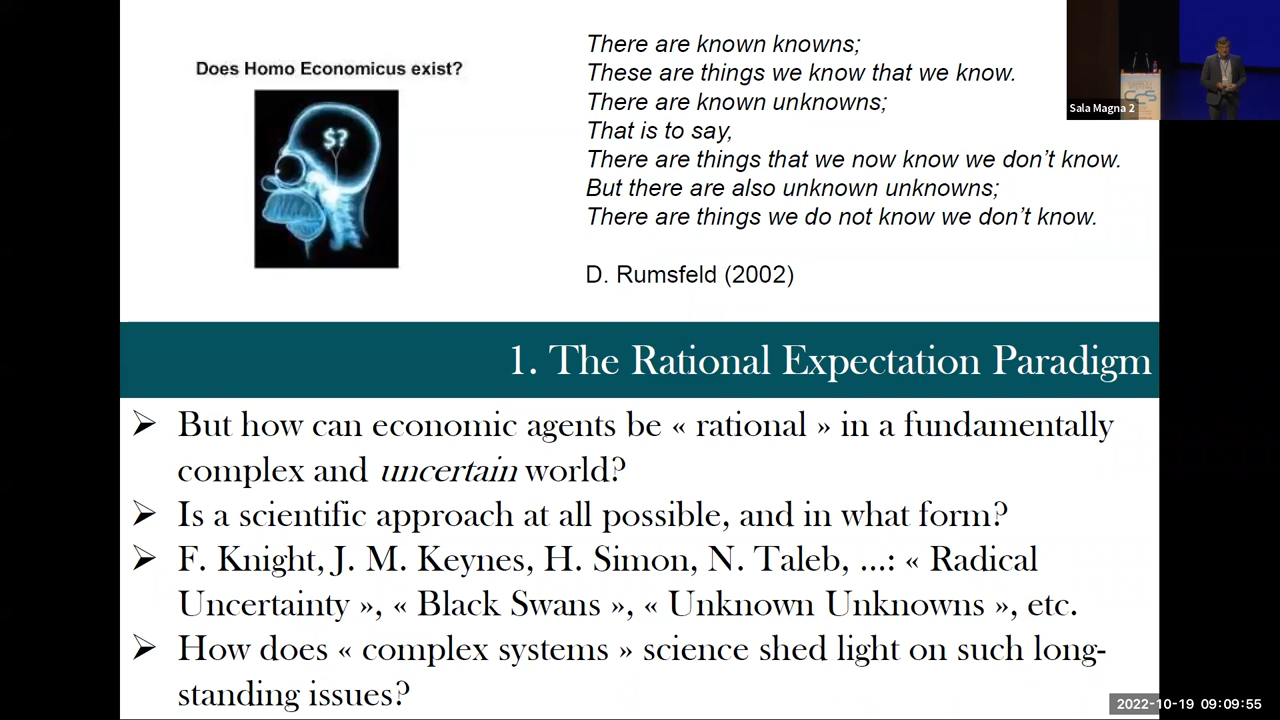 Does Homo Economicus exist?
$?
There are known knowns;
These are things we know that we know.
There are known unknowns;
That is to say,
There are things that we now know we don't know.
But there are also unknown unknowns;
There are things we do not know we don't know.
D. Rumsfeld (2002)
Sala Magna 2
ccs
1. The Rational Expectation Paradigm
But how can economic agents be « rational » in a fundamentally
complex and uncertain world?
Is a scientific approach at all possible, and in what form?
F. Knight, J. M. Keynes, H. Simon, N. Taleb, ...: « Radical
Uncertainty », « Black Swans », « Unknown Unknowns », etc.
How does « complex systems » science shed light on such long-
standing issues?
2022-10-19 09:09:55